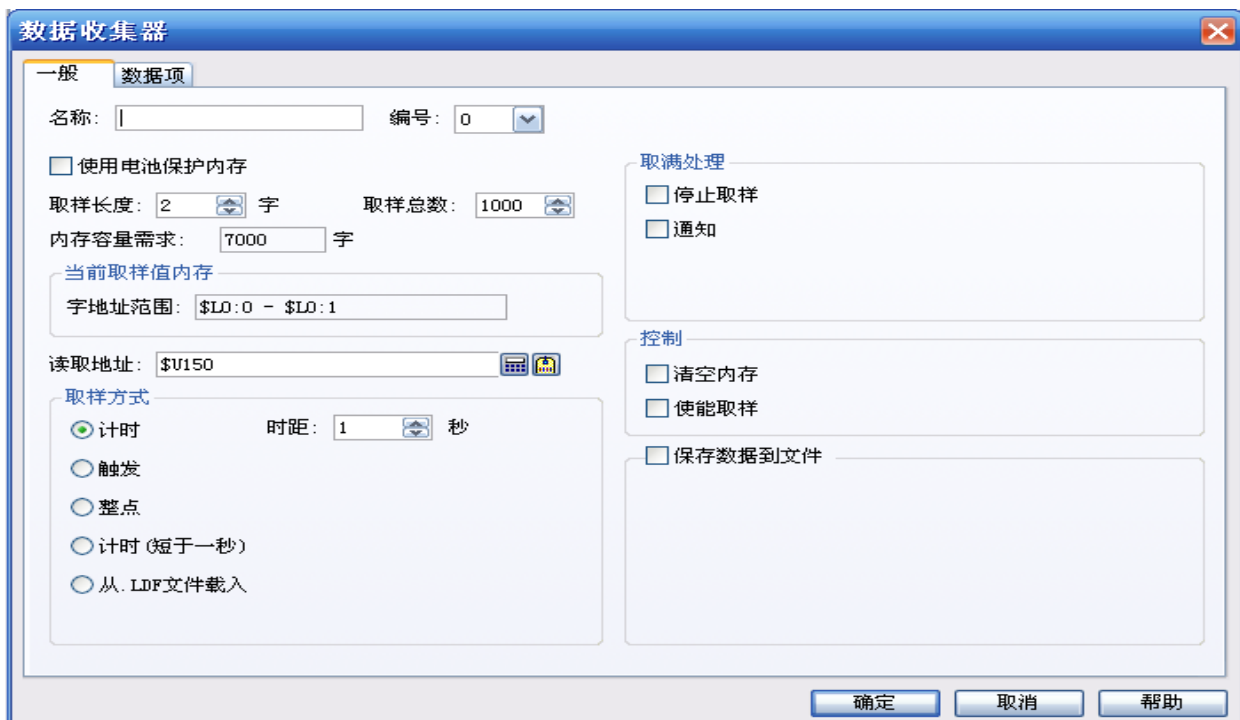 数据收集器
一般 数据项
名称: 编号: 0
使用电池保护内存
取样长度: 2 字 取样总数: 1000
内存容量需求: 7000 字
当前取样值内存
字地址范围: $L0:0 - $L0:1
读取地址: $U150
取样方式
计时 时距: 1 秒
触发
整点
计时(短于一秒)
从.LDF文件载入
取满处理
停止取样
通知
控制
清空内存
使能取样
保存数据到文件
确定 取消 帮助